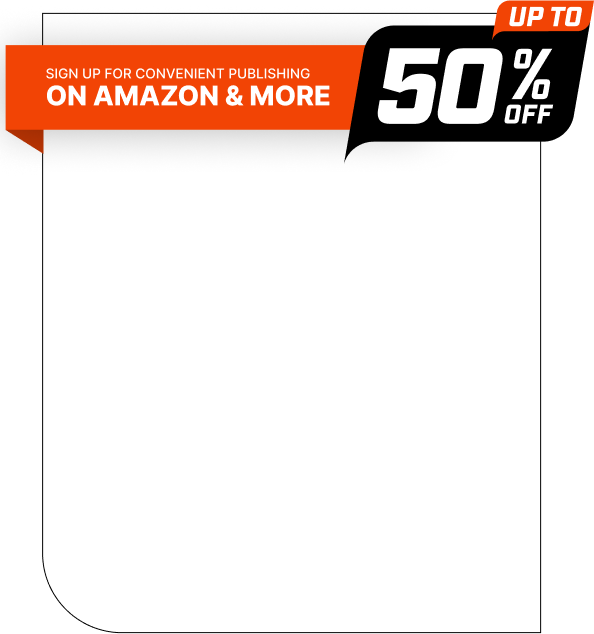 UP TO
SIGN UP FOR CONVENIENT PUBLISHING
ON AMAZON & MORE
50%
OFF